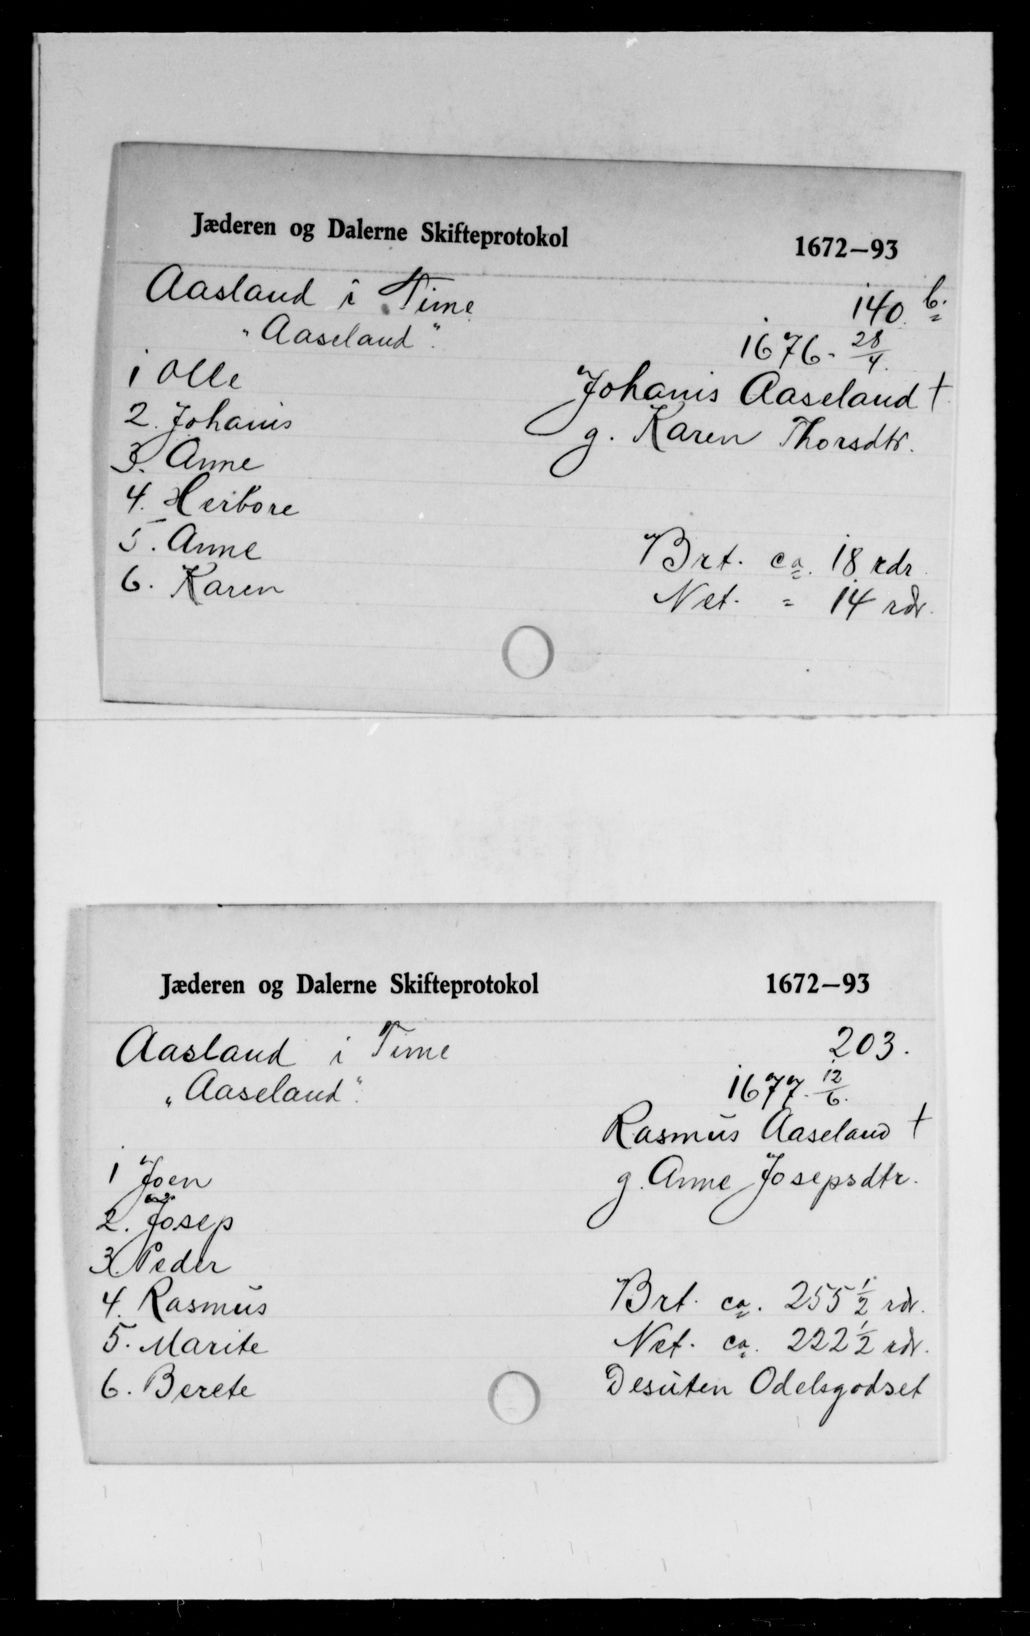 Jæderen og Dalerne Skifteprotokol 1672–93
Aasland i Time 140. b.
"Aaseland". 1676. 28/4.
1 Olle Johanis Aaseland †
2. Johanis g. Karen Thorsdtr.
3. Anne
4. Herbore
5. Anne Brt. ca. 18 rdr
6. Karen Net. = 14 rdr.
Jæderen og Dalerne Skifteprotokol 1672–93
Aasland i Time 203.
"Aaseland". 1677. 12/6.
Rasmus Aaseland †
1 Joen g. Anne Josepsdtr.
2. Josep
3. Peder
4. Rasmus Brt. ca. 255 1/2 rdr.
5. Marite Net. ca. 222 1/2 rdr.
6. Berete Desuten Odelsgodset